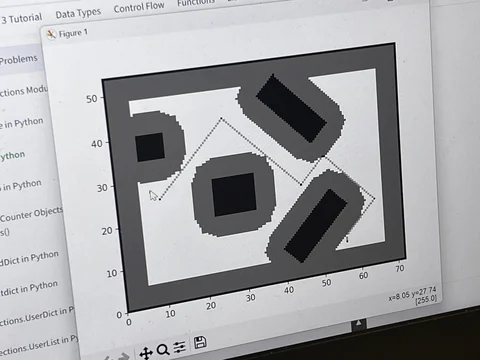 3 Tutorial
Data Types
Control Flow
Functions
Figure 1
Problems
ctions Modu
e in Python
ython
o in Python
Counter Objects
s()
dDict in Python
tdict in Python
ctions.UserDict in P
ections.UserList in Py
50
40
30
20
10
0
0
10
20
30
40
50
60
70
x=8.05 y=27.74
[255.0]